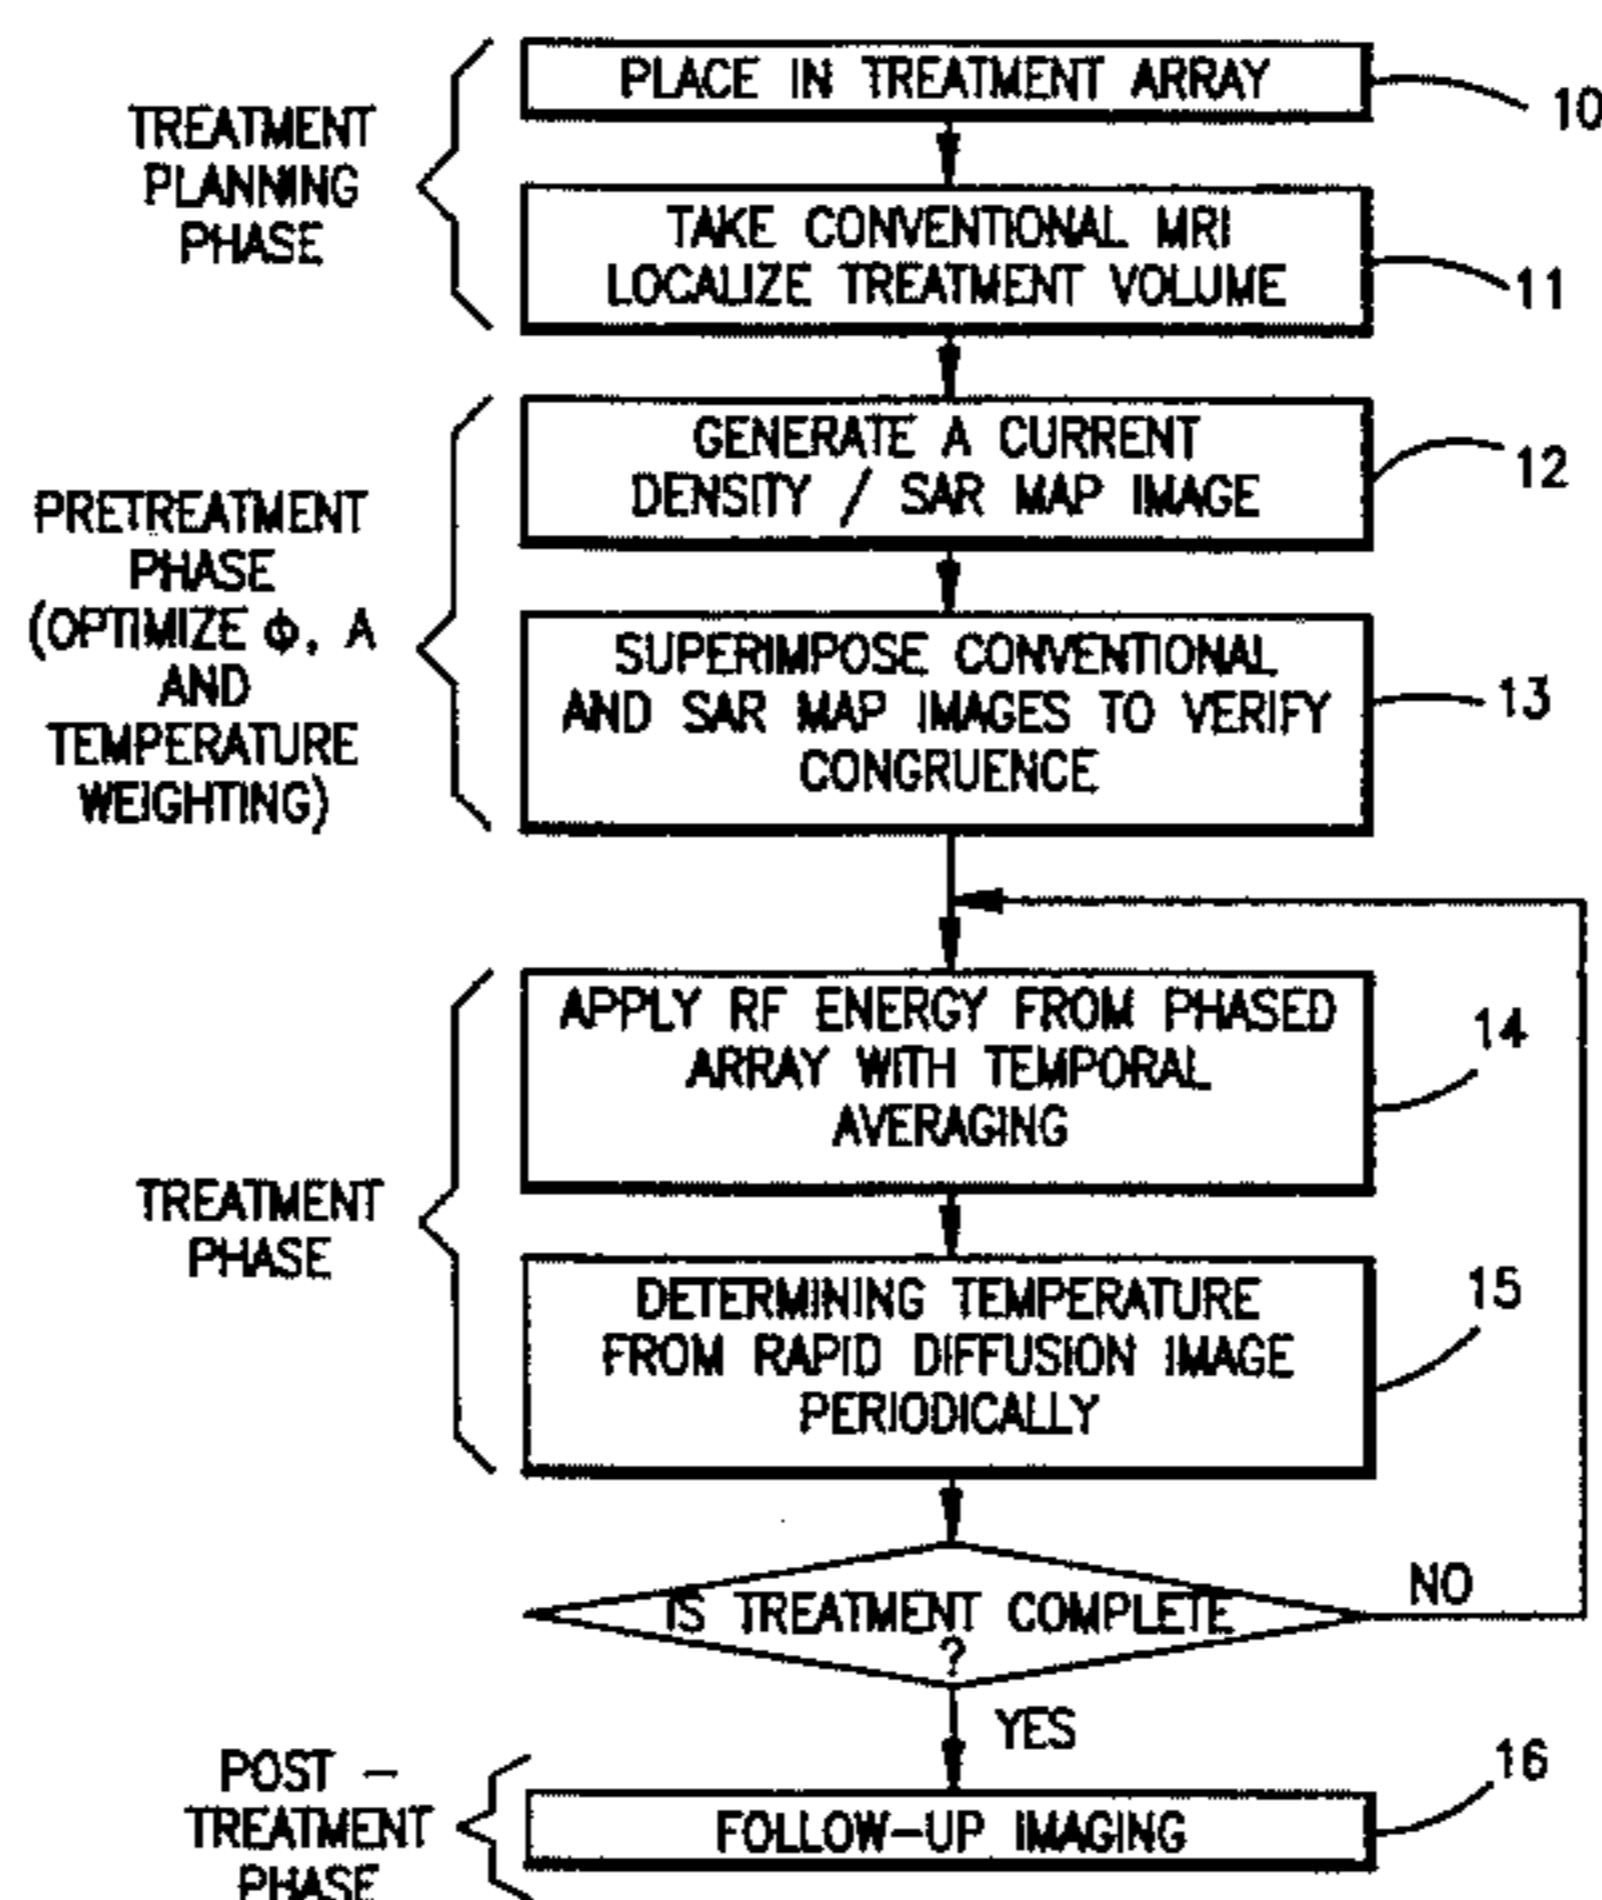 TREATMENT
PLANNING
PHASE
PLACE IN TREATMENT ARRAY
10
TAKE CONVENTIONAL MRI
LOCALIZE TREATMENT VOLUME
11
PRETREATMENT
PHASE
(OPTIMIZE ϕ, A
AND
TEMPERATURE
WEIGHTING)
GENERATE A CURRENT
DENSITY / SAR MAP IMAGE
12
SUPERIMPOSE CONVENTIONAL
AND SAR MAP IMAGES TO VERIFY
CONGRUENCE
13
TREATMENT
PHASE
APPLY RF ENERGY FROM PHASED
ARRAY WITH TEMPORAL
AVERAGING
14
DETERMINING TEMPERATURE
FROM RAPID DIFFUSION IMAGE
PERIODICALLY
15
IS TREATMENT COMPLETE
?
NO
YES
POST -
TREATMENT
PHASE
FOLLOW-UP IMAGING
16